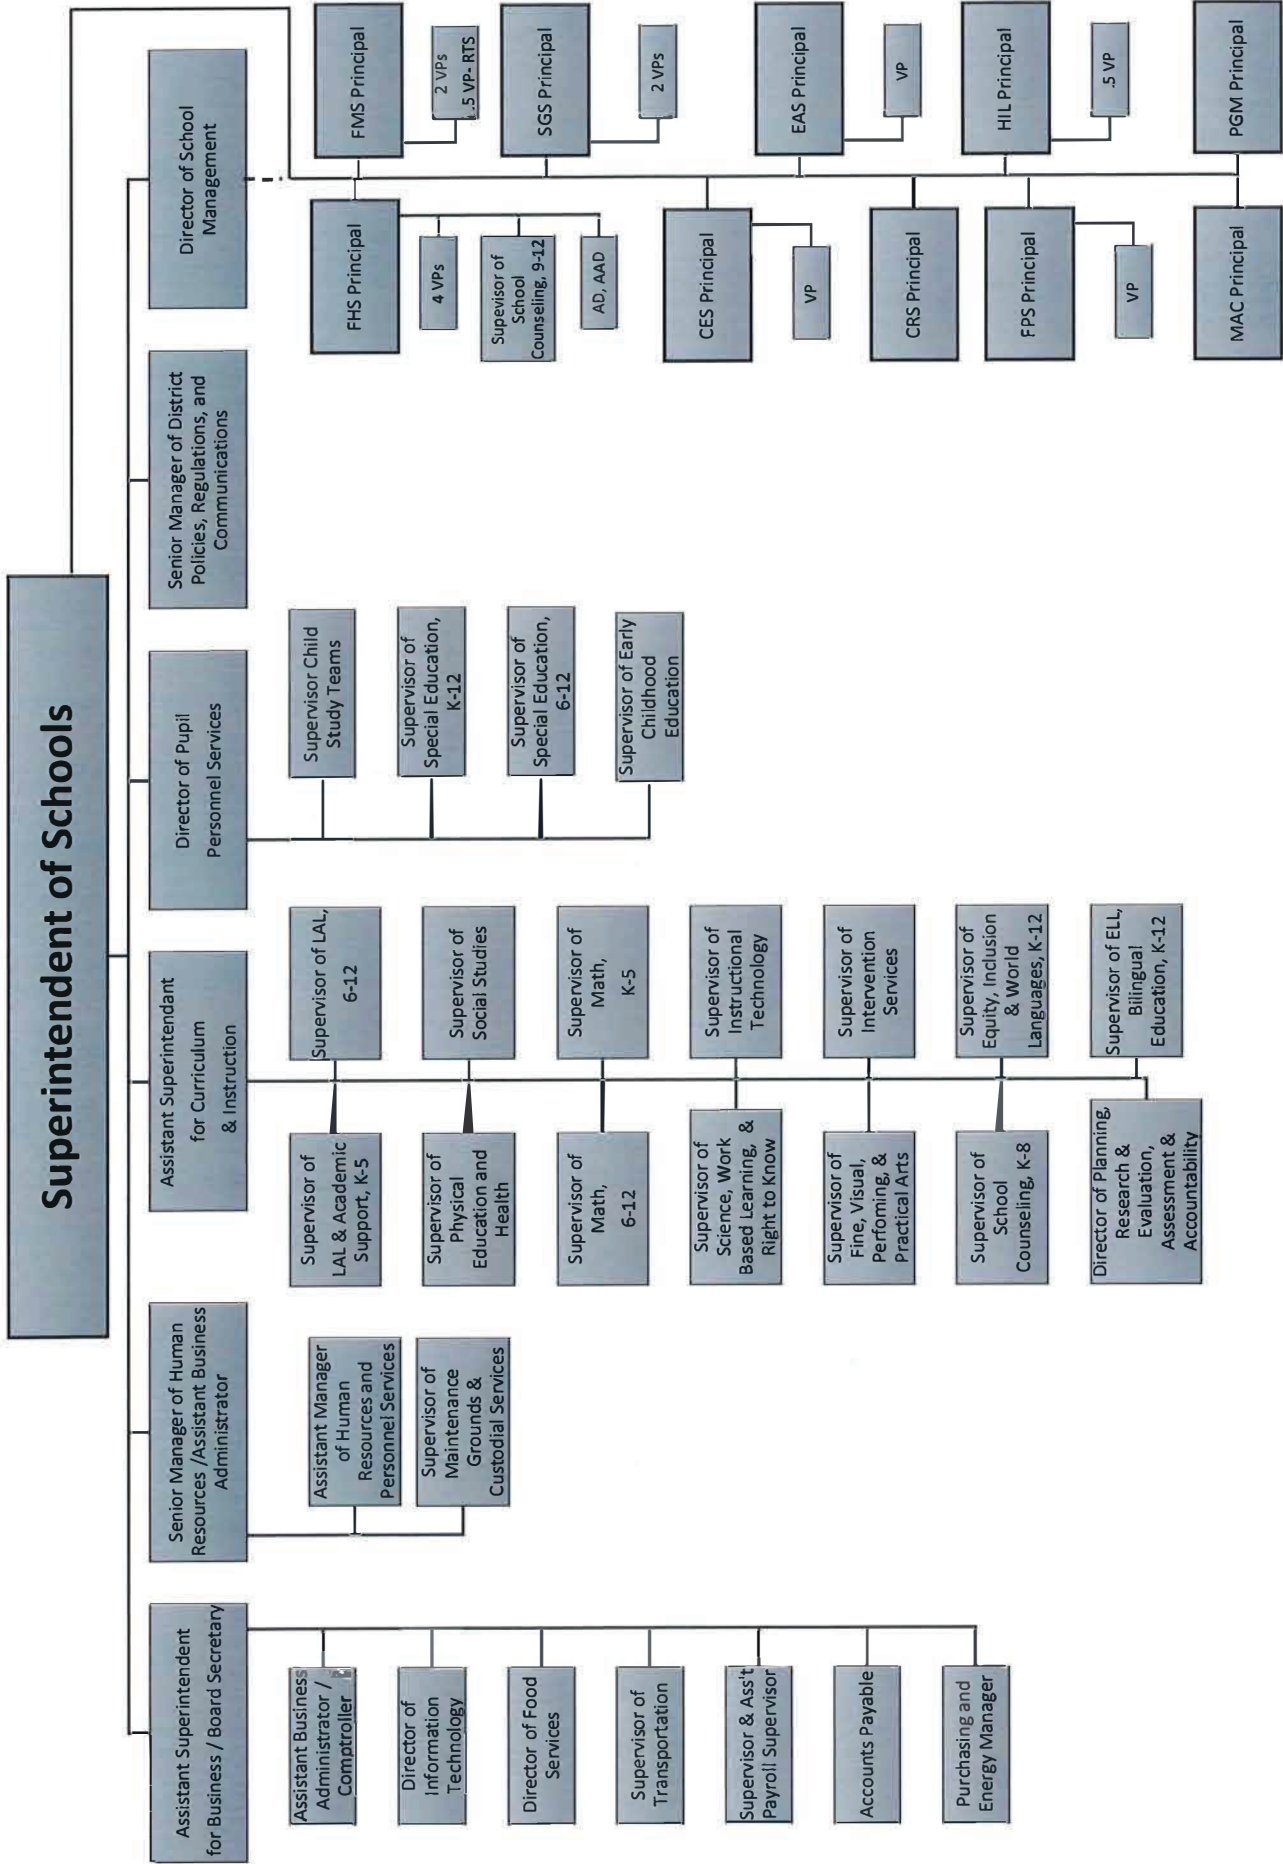 Superintendent of Schools
Assistant Superintendent
for Business / Board Secretary
Assistant Business
Administrator /
Comptroller
Director of
Information
Technology
Director of Food
Services
Supervisor of
Transportation
Supervisor & Ass't
Payroll Supervisor
Accounts Payable
Purchasing and
Energy Manager
Senior Manager of Human
Resources /Assistant Business
Administrator
Assistant Manager
of Human
Resources and
Personnel Services
Supervisor of
Maintenance
Grounds &
Custodial Services
Assistant Superintendant
for Curriculum
& Instruction
Supervisor of
LAL & Academic
Support, K-5
Supervisor of LAL,
6-12
Supervisor of
Physical
Education and
Health
Supervisor of
Social Studies
Supervisor of
Math,
6-12
Supervisor of
Math,
K-5
Supervisor of
Science, Work
Based Learning, &
Right to Know
Supervisor of
Instructional
Technology
Supervisor of
Fine, Visual,
Perfoming, &
Practical Arts
Supervisor of
Intervention
Services
Supervisor of
School
Counseling, K-8
Supervisor of
Equity, Inclusion
& World
Languages, K-12
Director of Planning,
Research &
Evaluation,
Assessment &
Accountability
Supervisor of ELL,
Bilingual
Education, K-12
Director of Pupil
Personnel Services
Supervisor Child
Study Teams
Supervisor of
Special Education,
K-12
Supervisor of
Special Education,
6-12
Supervisor of Early
Childhood
Education
Senior Manager of District
Policies, Regulations, and
Communications
Director of School
Management
FHS Principal
4 VPs
Supevisor of
School
Counseling, 9-12
AD, AAD
FMS Principal
2 VPs
.5 VP- RTS
SGS Principal
2 VPs
CES Principal
VP
EAS Principal
VP
CRS Principal
HIL Principal
.5 VP
FPS Principal
VP
MAC Principal
PGM Principal